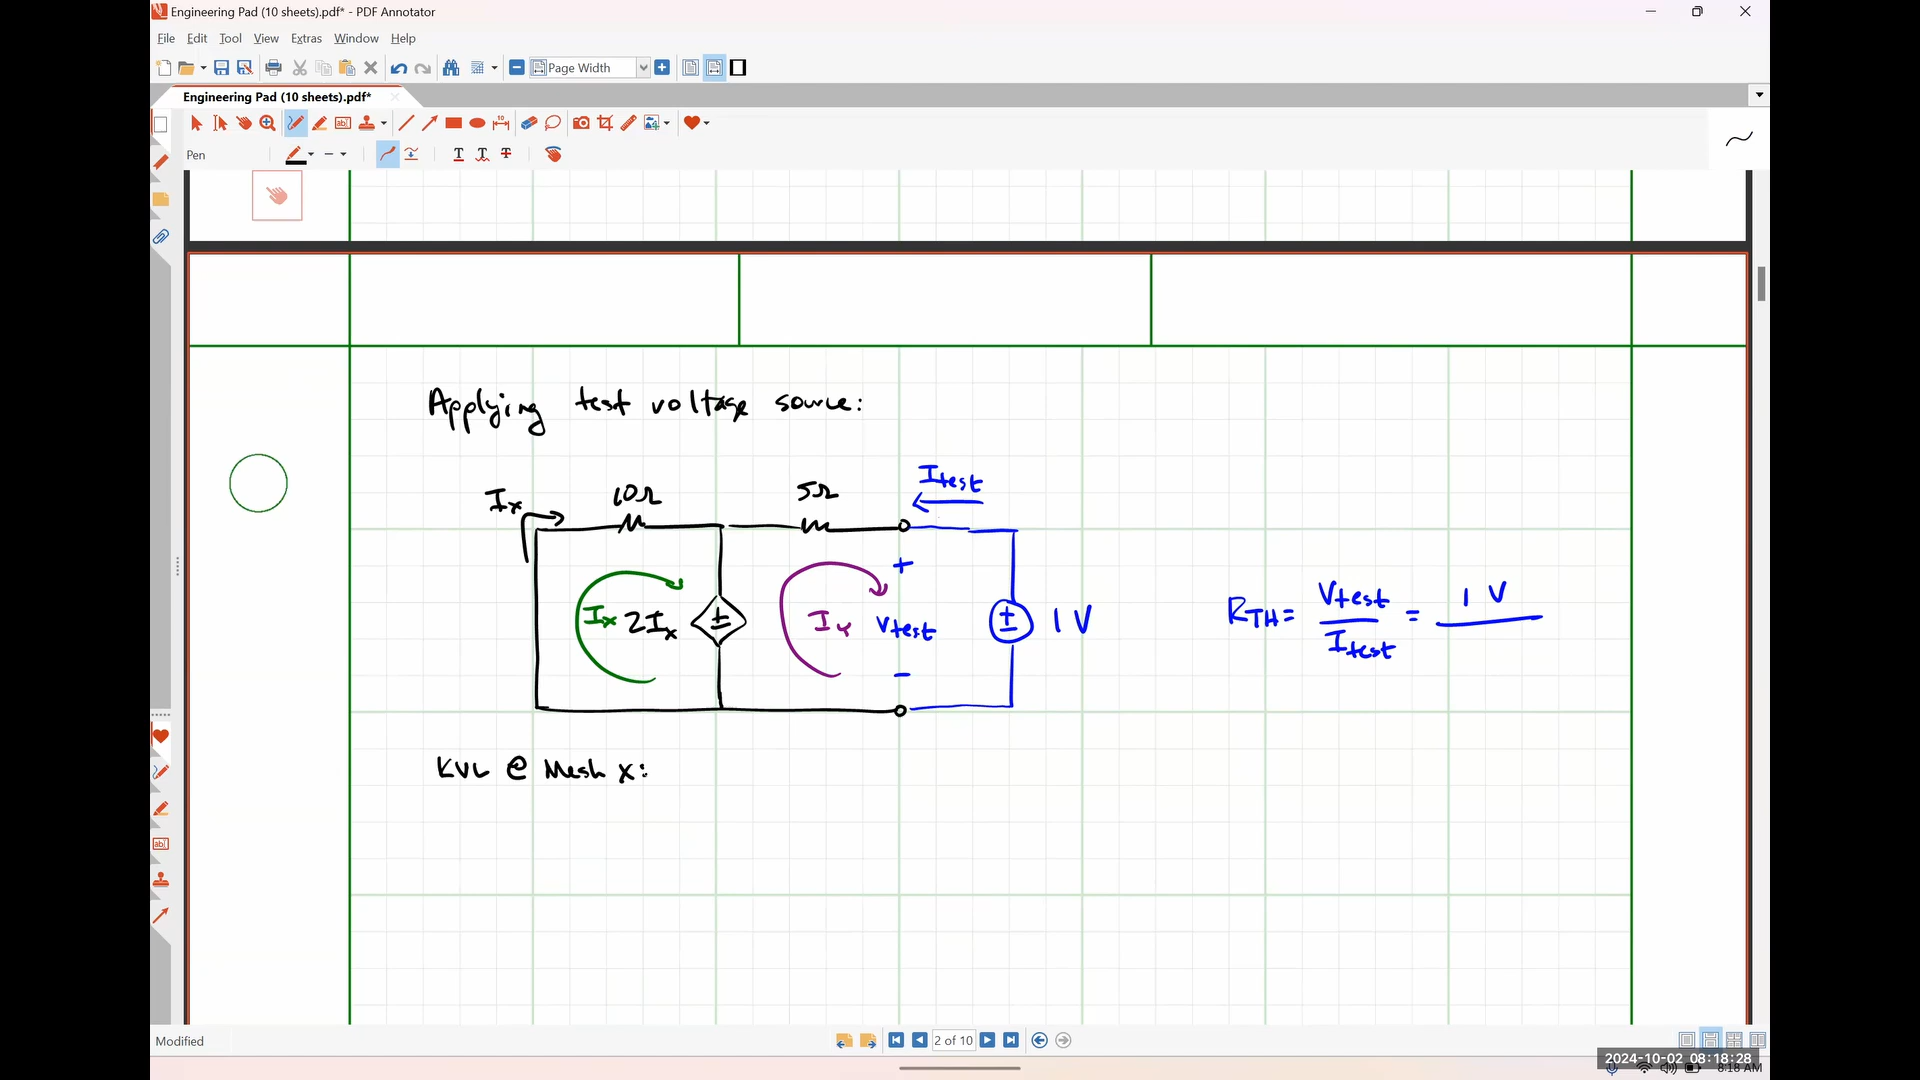 Engineering Pad (10 sheets).pdf* - PDF Annotator
File Edit Tool View Extras Window Help
Page Width
Engineering Pad (10 sheets).pdf*
Pen
Applying test voltage source:
Itest
Ix 10Ω 5Ω
+
Ix 2Ix ± Iy Vtest ± 1 V
−
RTH = Vtest / Itest = 1 V
KVL @ Mesh x:
Modified
2 of 10
2024-10-02 08:18:28
8:18 AM